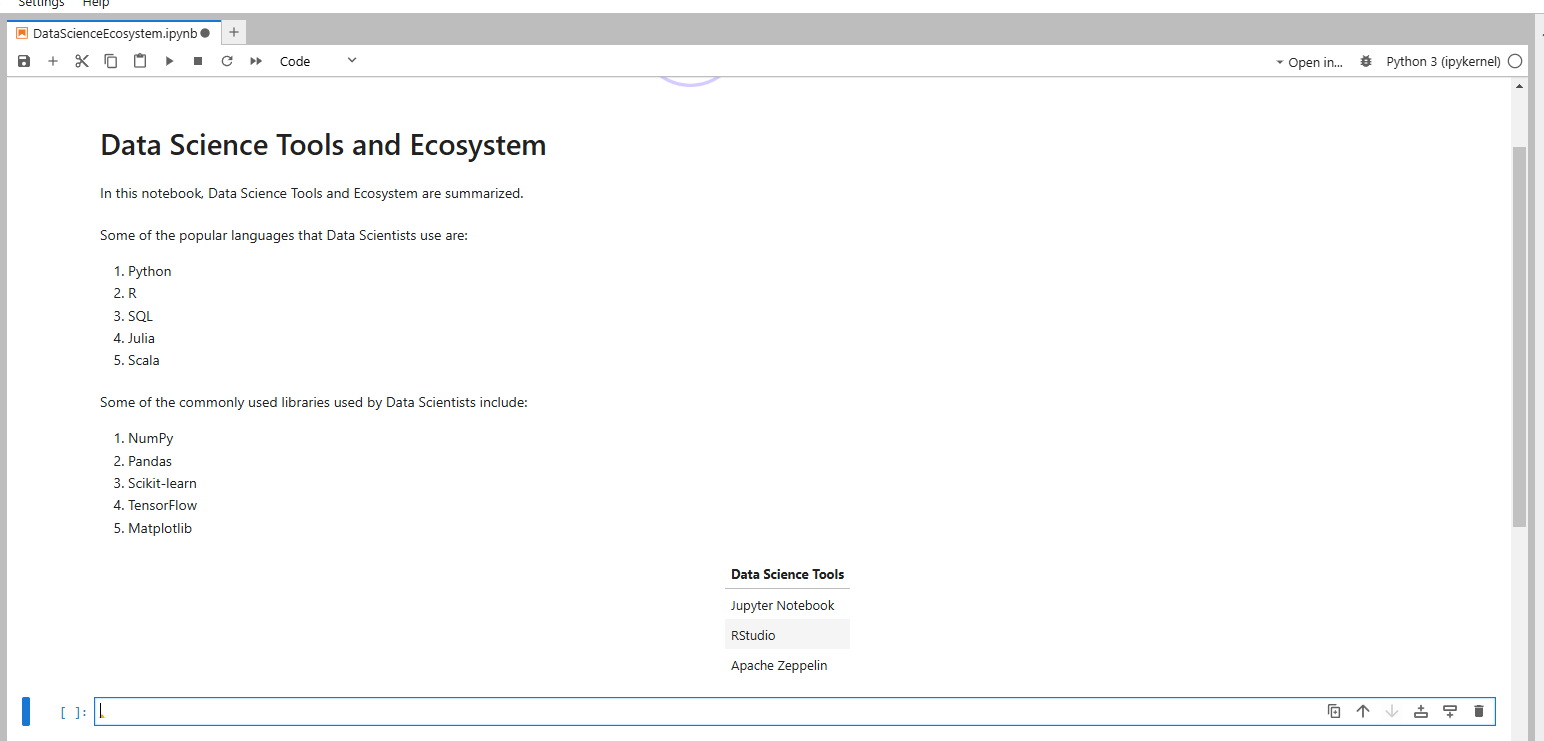 Settings Help
DataScienceEcosystem.ipynb
Code
Open in... Python 3 (ipykernel)
Data Science Tools and Ecosystem
In this notebook, Data Science Tools and Ecosystem are summarized.
Some of the popular languages that Data Scientists use are:
1. Python
2. R
3. SQL
4. Julia
5. Scala
Some of the commonly used libraries used by Data Scientists include:
1. NumPy
2. Pandas
3. Scikit-learn
4. TensorFlow
5. Matplotlib
Data Science Tools
Jupyter Notebook
RStudio
Apache Zeppelin
[ ]: